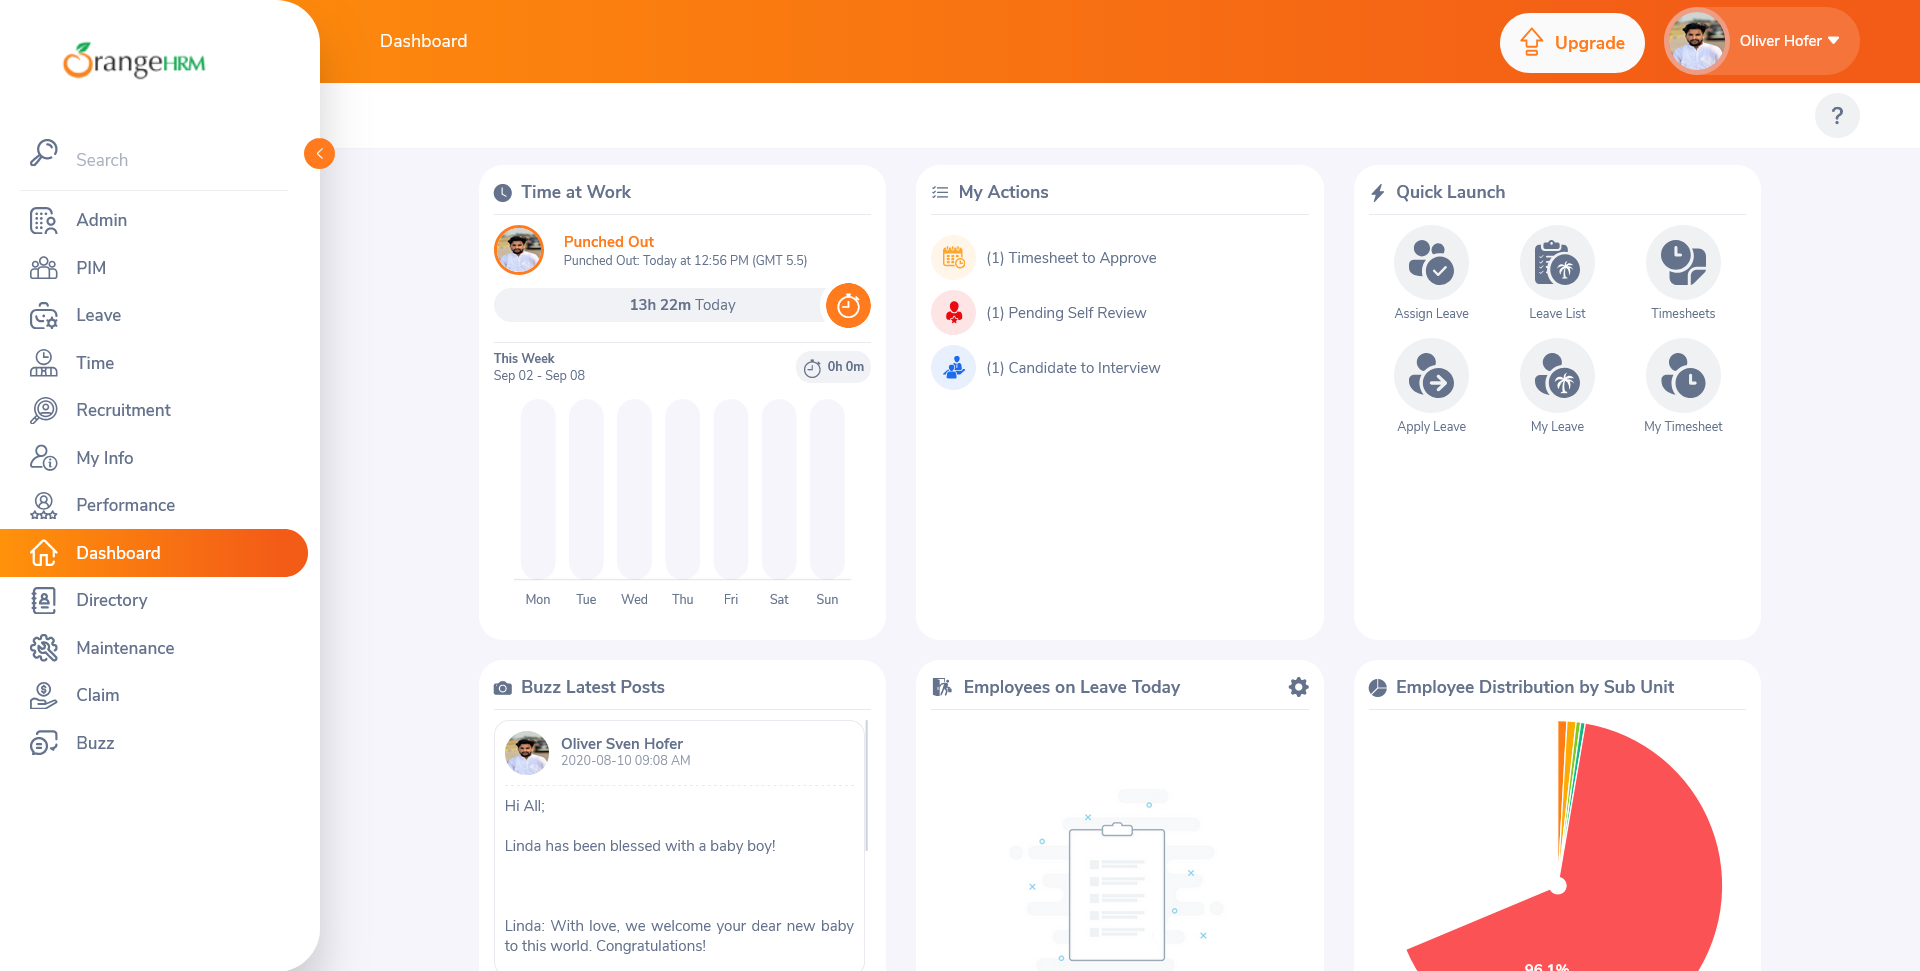 OrangeHRM
Dashboard
Upgrade
Oliver Hofer
?
Search
Admin
PIM
Leave
Time
Recruitment
My Info
Performance
Dashboard
Directory
Maintenance
Claim
Buzz
Time at Work
Punched Out
Punched Out: Today at 12:56 PM (GMT 5.5)
13h 22m Today
This Week
Sep 02 - Sep 08
0h 0m
Mon Tue Wed Thu Fri Sat Sun
My Actions
(1) Timesheet to Approve
(1) Pending Self Review
(1) Candidate to Interview
Quick Launch
Assign Leave
Leave List
Timesheets
Apply Leave
My Leave
My Timesheet
Buzz Latest Posts
Oliver Sven Hofer
2020-08-10 09:08 AM
Hi All;
Linda has been blessed with a baby boy!
Linda: With love, we welcome your dear new baby
to this world. Congratulations!
Employees on Leave Today
Employee Distribution by Sub Unit
96.1%